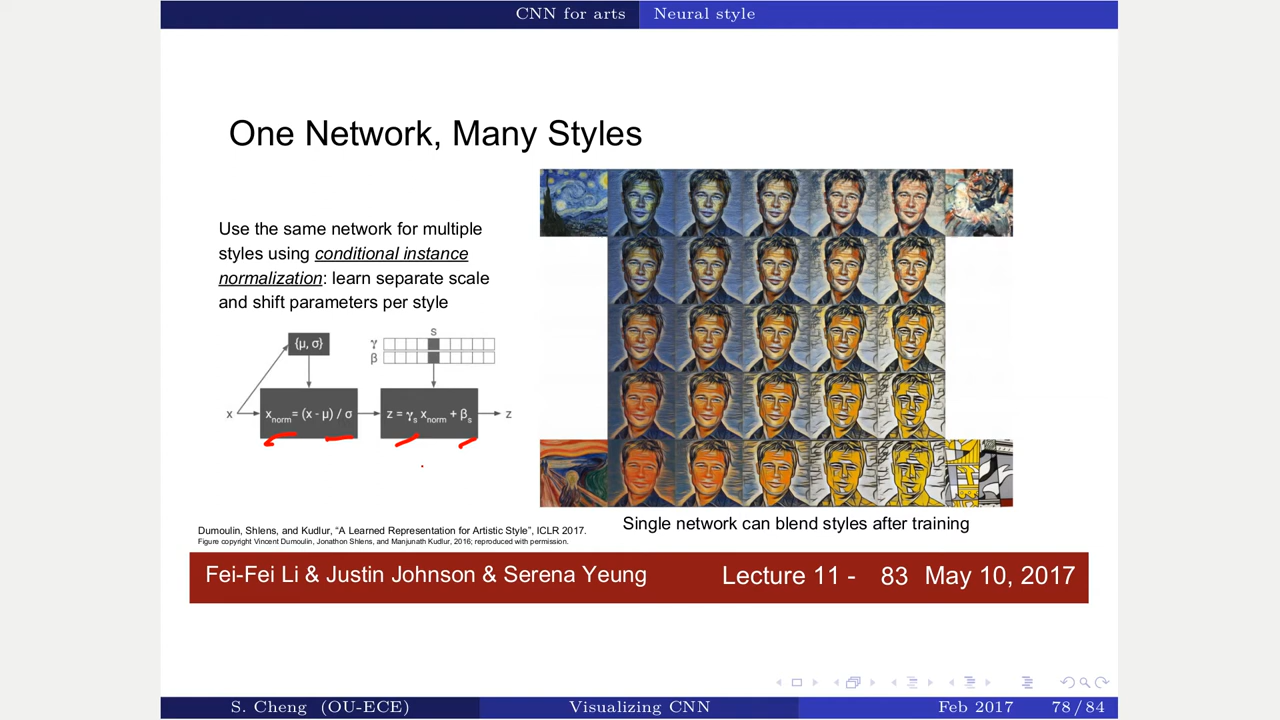 CNN for arts Neural style
One Network, Many Styles
Use the same network for multiple
styles using conditional instance
normalization: learn separate scale
and shift parameters per style
s
{μ, σ}
γ
β
x
xnorm= (x - μ) / σ
z = γs xnorm + βs
z
Single network can blend styles after training
Dumoulin, Shlens, and Kudlur, “A Learned Representation for Artistic Style”, ICLR 2017.
Figure copyright Vincent Dumoulin, Jonathon Shlens, and Manjunath Kudlur, 2016; reproduced with permission.
Fei-Fei Li & Justin Johnson & Serena Yeung Lecture 11 - 83 May 10, 2017
S. Cheng (OU-ECE) Visualizing CNN Feb 2017 78 / 84